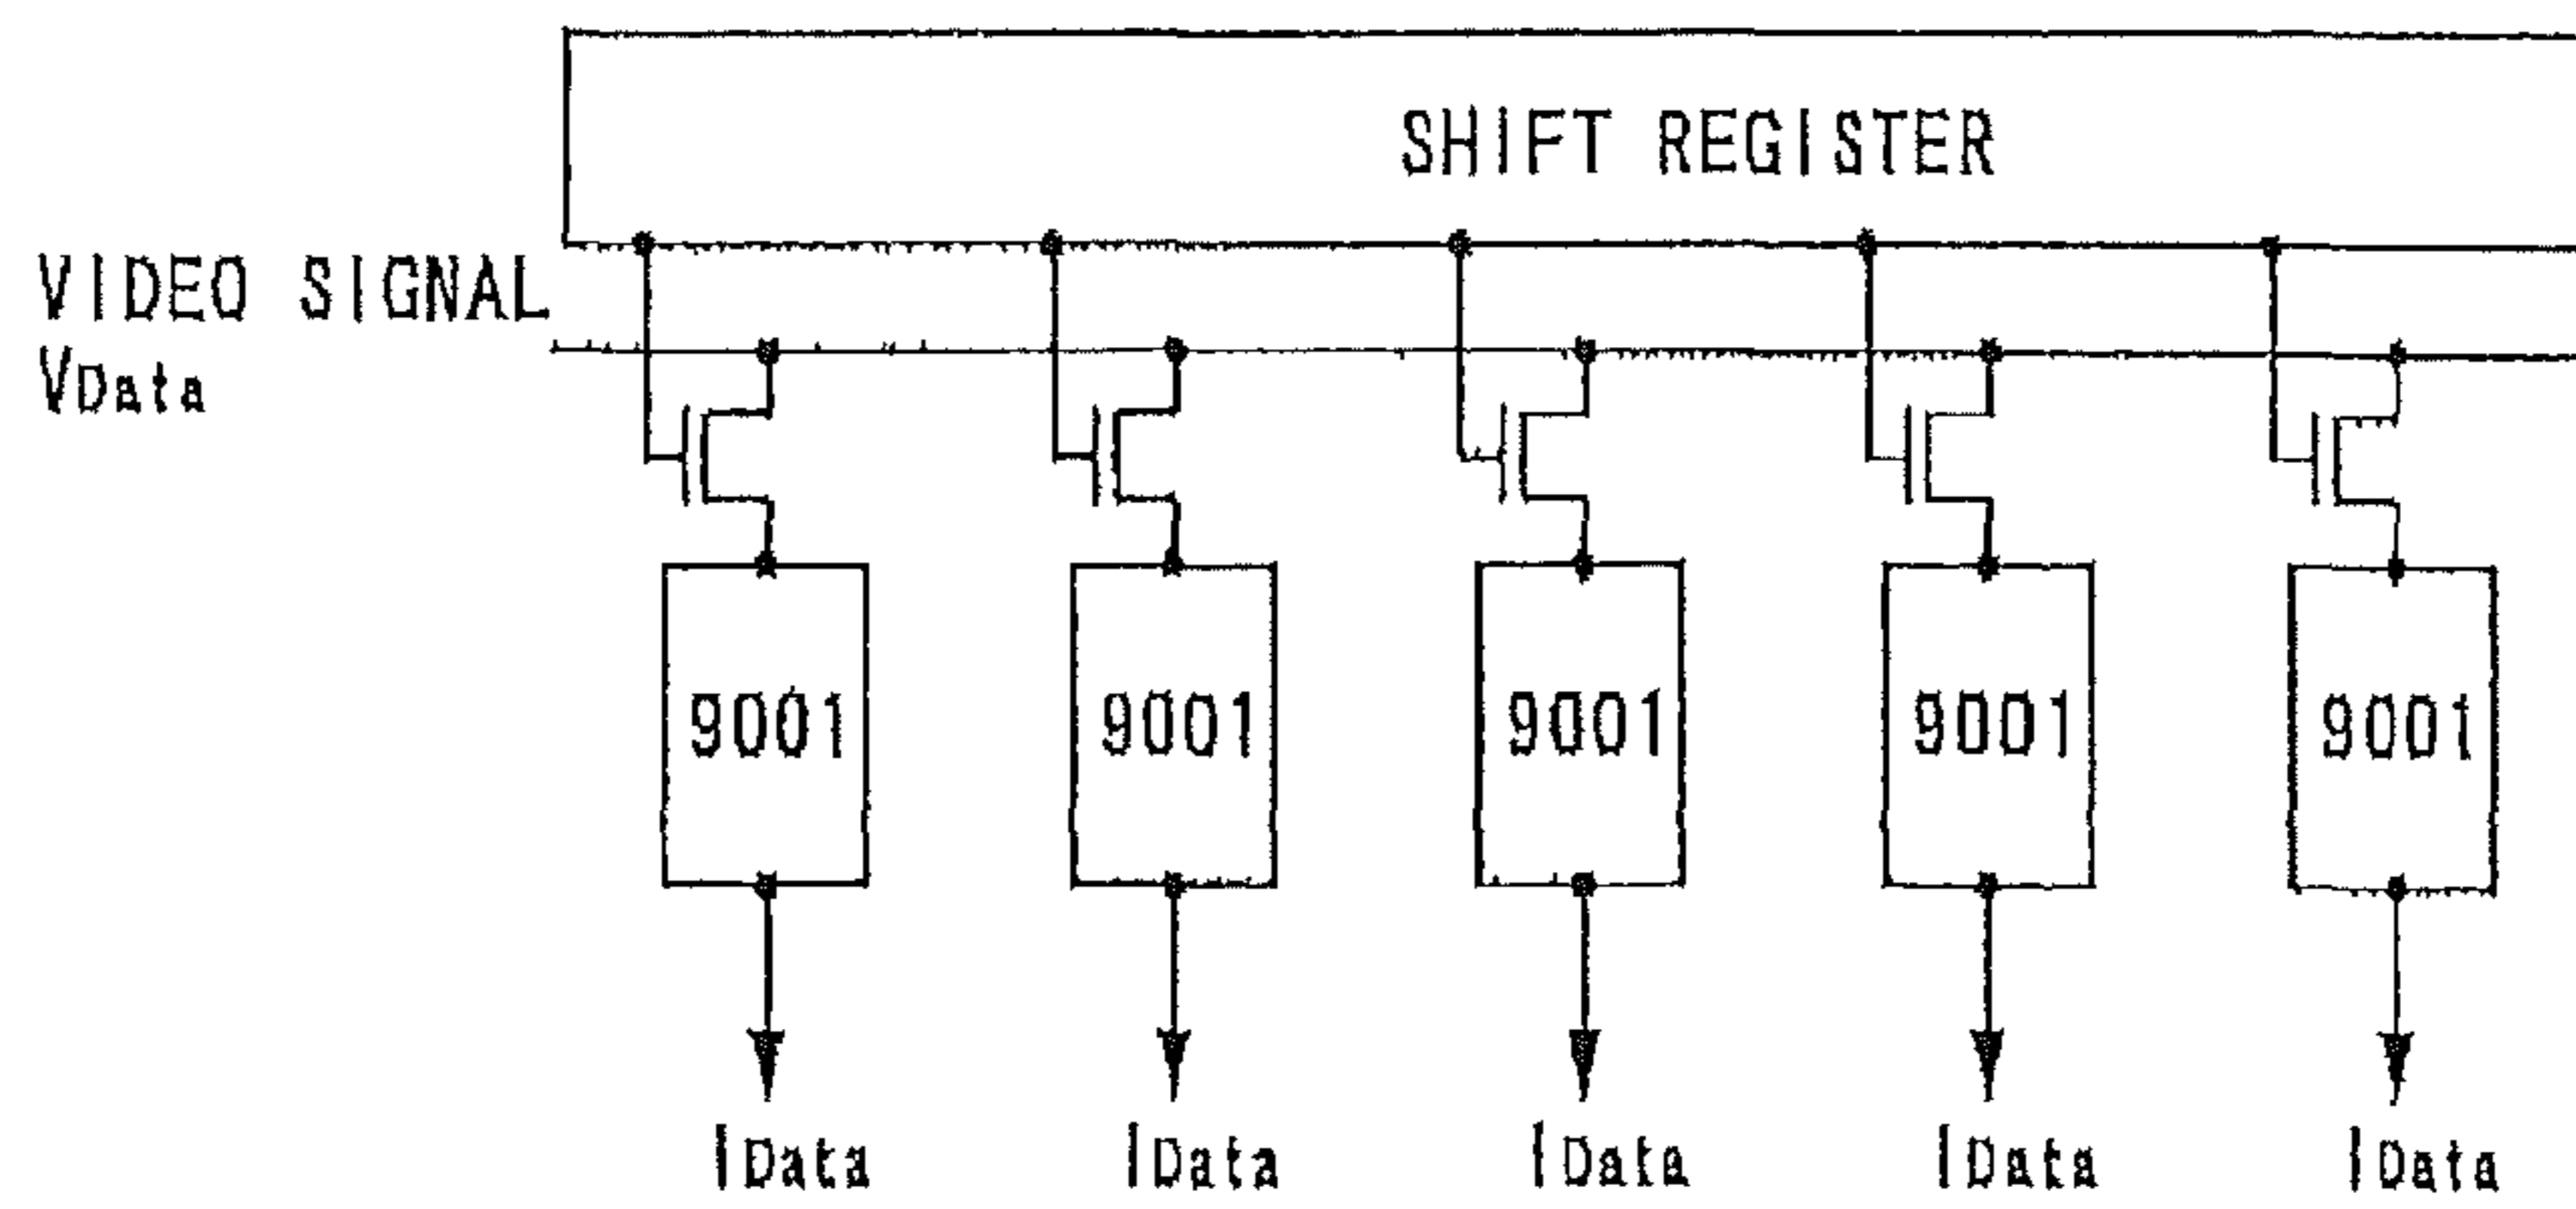 SHIFT REGISTER
VIDEO SIGNAL
VData
9001 9001 9001 9001 9001
IData IData IData IData IData